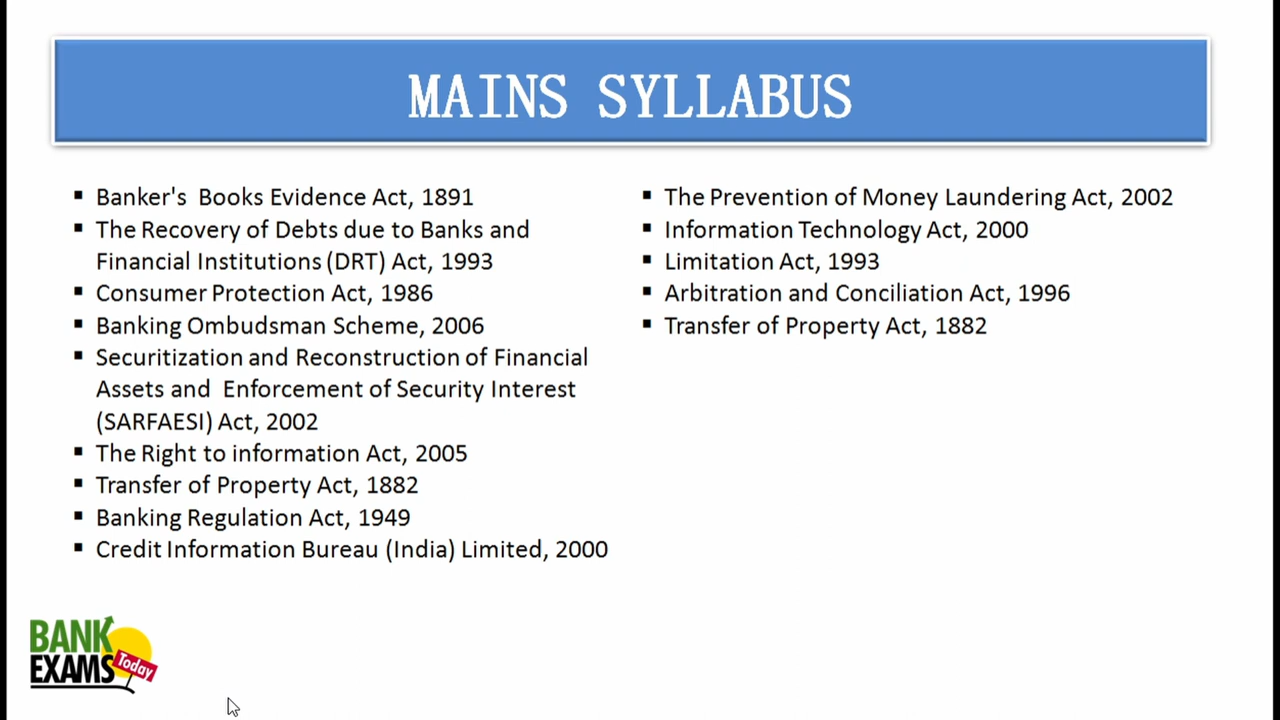 MAINS SYLLABUS
▪ Banker's Books Evidence Act, 1891
▪ The Recovery of Debts due to Banks and
Financial Institutions (DRT) Act, 1993
▪ Consumer Protection Act, 1986
▪ Banking Ombudsman Scheme, 2006
▪ Securitization and Reconstruction of Financial
Assets and Enforcement of Security Interest
(SARFAESI) Act, 2002
▪ The Right to information Act, 2005
▪ Transfer of Property Act, 1882
▪ Banking Regulation Act, 1949
▪ Credit Information Bureau (India) Limited, 2000
▪ The Prevention of Money Laundering Act, 2002
▪ Information Technology Act, 2000
▪ Limitation Act, 1993
▪ Arbitration and Conciliation Act, 1996
▪ Transfer of Property Act, 1882
BANK
EXAMS
Today